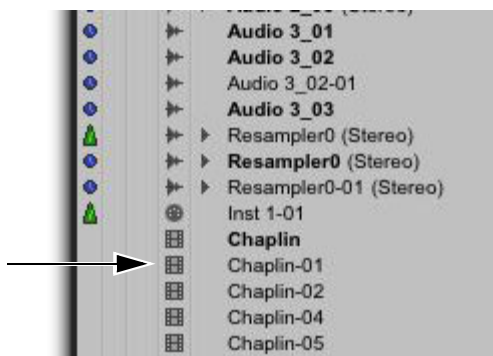 Audio 3_01
Audio 3_02
Audio 3_02-01
Audio 3_03
Resampler0 (Stereo)
Resampler0 (Stereo)
Resampler0-01 (Stereo)
Inst 1-01
Chaplin
Chaplin-01
Chaplin-02
Chaplin-04
Chaplin-05